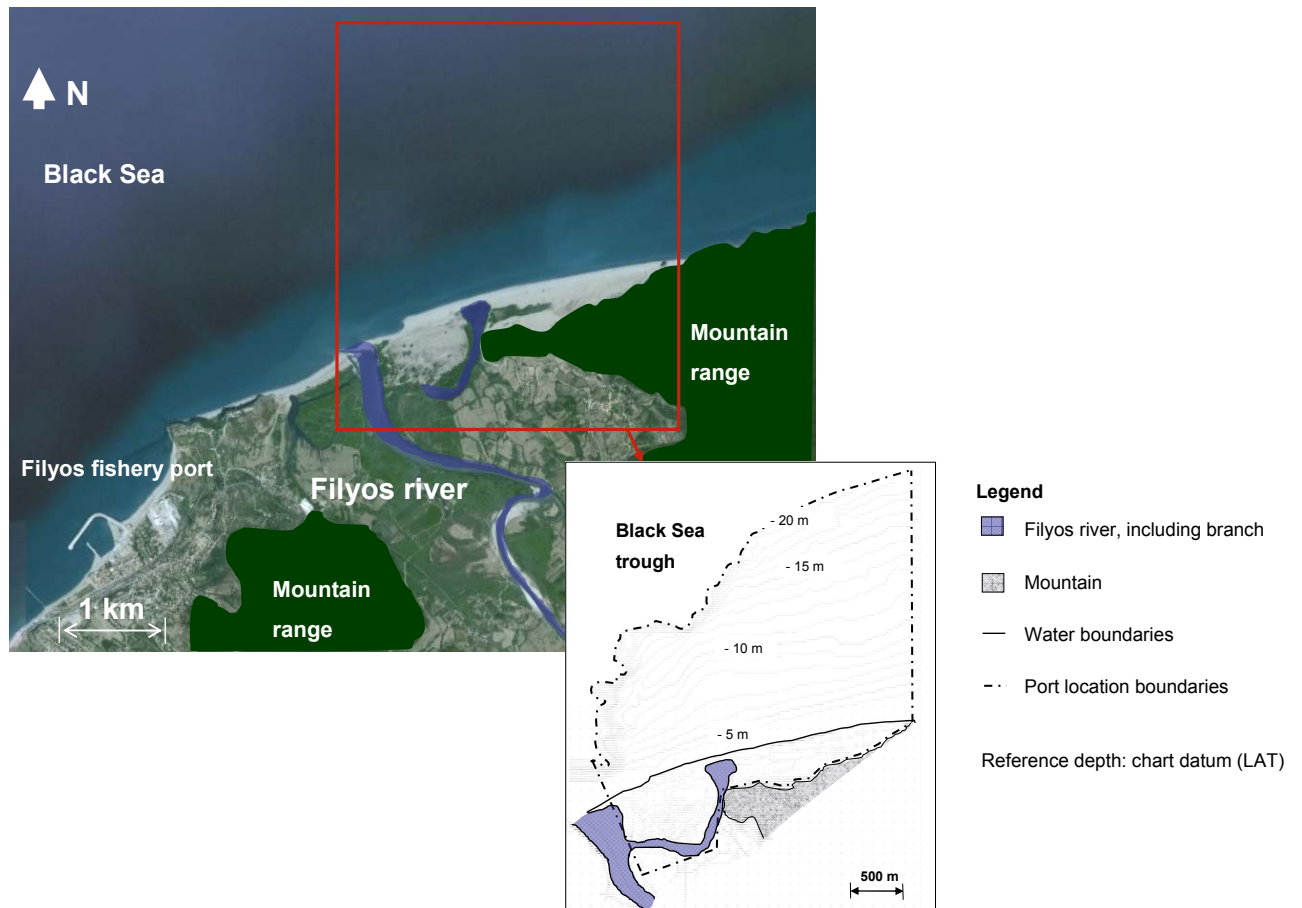 N
Black Sea
Mountain
range
Filyos fishery port
Filyos river
Mountain
range
1 km
Black Sea
trough
- 20 m
- 15 m
- 10 m
- 5 m
500 m
Legend
Filyos river, including branch
Mountain
Water boundaries
Port location boundaries
Reference depth: chart datum (LAT)